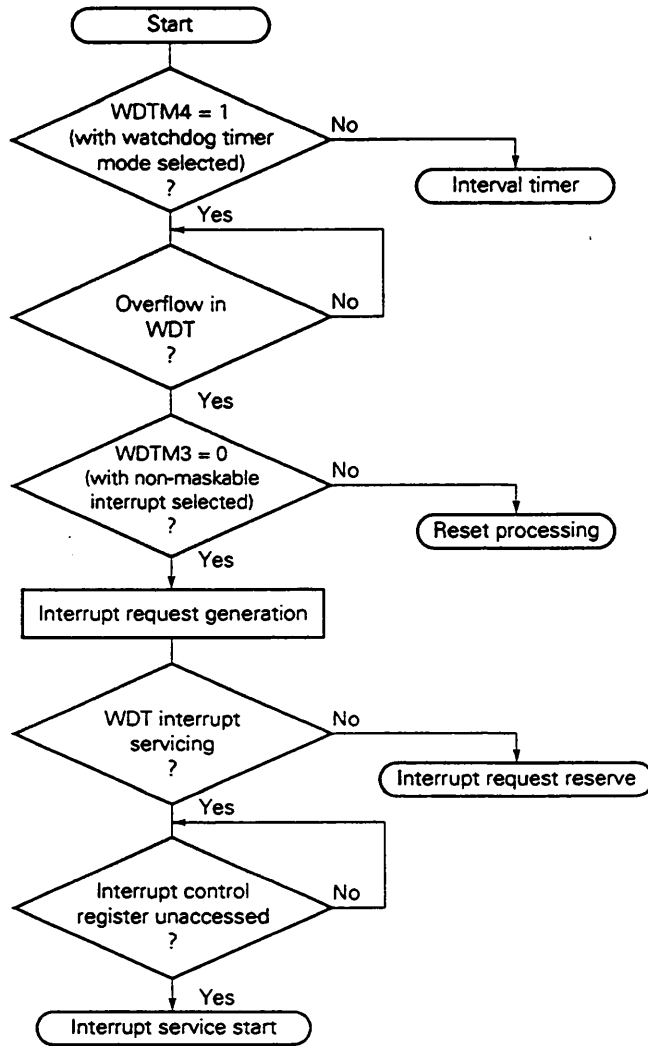 Start
WDTM4 = 1
(with watchdog timer
mode selected)
?
No
Interval timer
Yes
Overflow in
WDT
?
No
Yes
WDTM3 = 0
(with non-maskable
interrupt selected)
?
No
Reset processing
Yes
Interrupt request generation
WDT interrupt
servicing
?
No
Interrupt request reserve
Yes
Interrupt control
register unaccessed
?
No
Yes
Interrupt service start